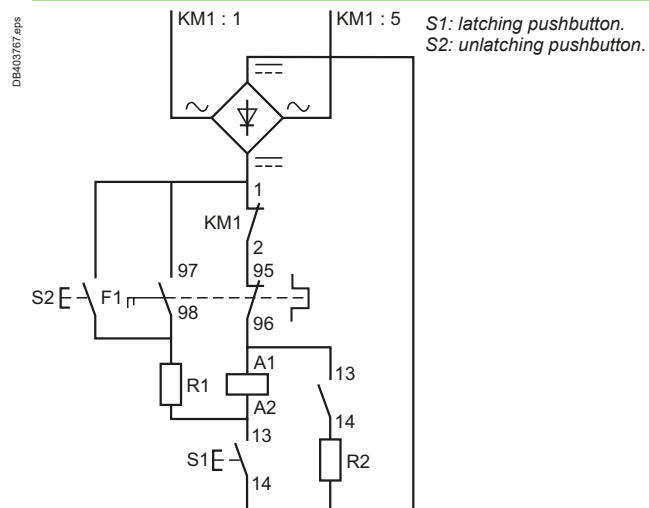 KM1 : 1
KM1 : 5
S1: latching pushbutton.
S2: unlatching pushbutton.
DB403767.eps
1
KM1
2
97
95
S2
F1
98
96
A1
13
R1
A2
14
13
S1
R2
14